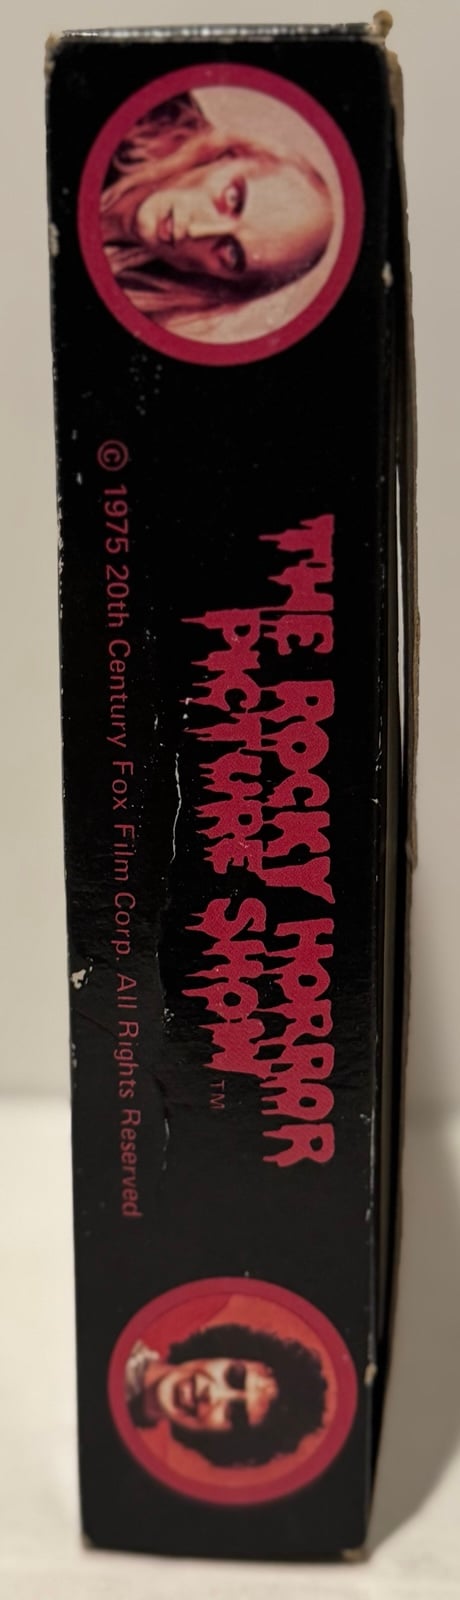 THE ROCKY HORROR
PICTURE SHOW™
© 1975 20th Century Fox Film Corp. All Rights Reserved